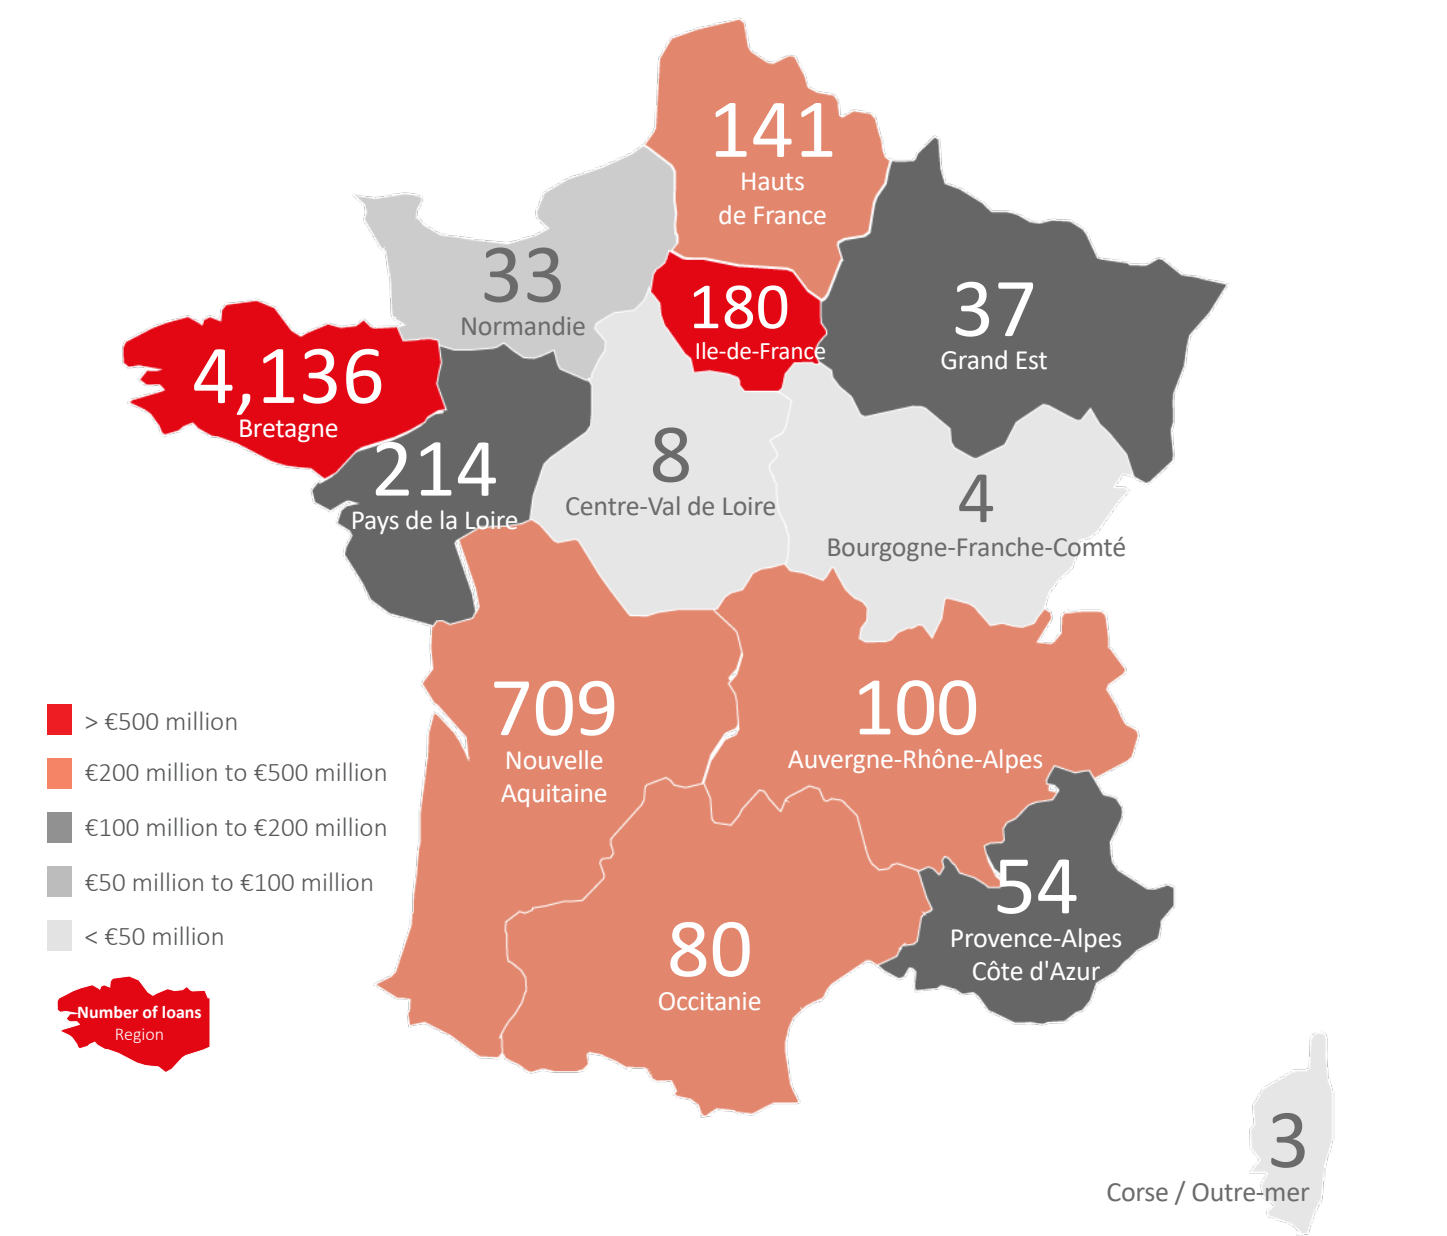 141
Hauts
de France
33
Normandie
180
Ile-de-France
37
Grand Est
4,136
Bretagne
214
Pays de la Loire
8
Centre-Val de Loire
4
Bourgogne-Franche-Comté
709
Nouvelle
Aquitaine
100
Auvergne-Rhône-Alpes
54
Provence-Alpes
Côte d'Azur
80
Occitanie
3
Corse / Outre-mer
> €500 million
€200 million to €500 million
€100 million to €200 million
€50 million to €100 million
< €50 million
Number of loans
Region